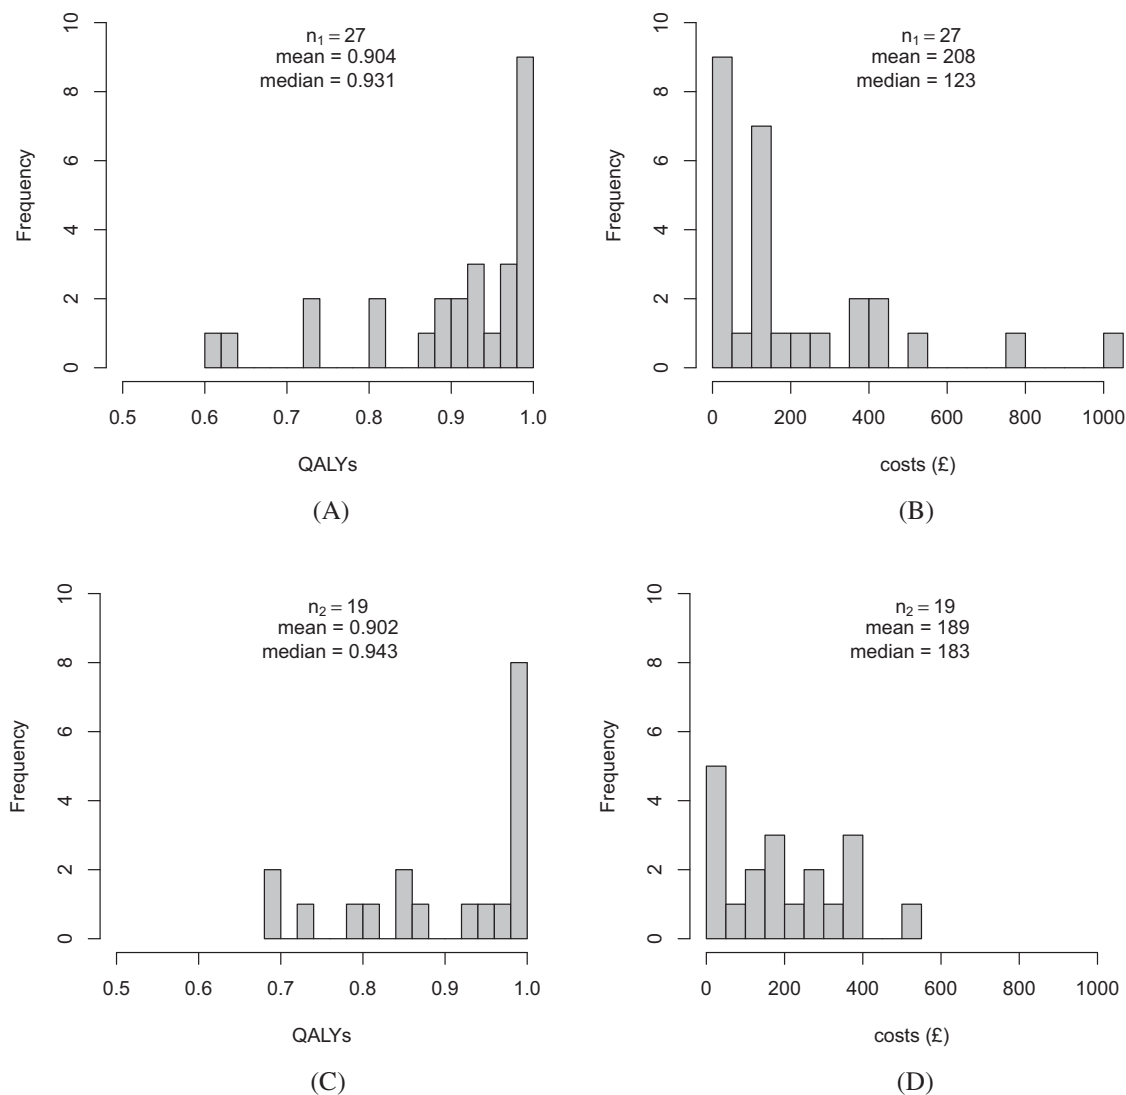 n₁ = 27
mean = 0.904
median = 0.931
Frequency
0 2 4 6 8 10
0.5 0.6 0.7 0.8 0.9 1.0
QALYs
(A)
n₁ = 27
mean = 208
median = 123
Frequency
0 2 4 6 8 10
0 200 400 600 800 1000
costs (£)
(B)
n₂ = 19
mean = 0.902
median = 0.943
Frequency
0 2 4 6 8 10
0.5 0.6 0.7 0.8 0.9 1.0
QALYs
(C)
n₂ = 19
mean = 189
median = 183
Frequency
0 2 4 6 8 10
0 200 400 600 800 1000
costs (£)
(D)